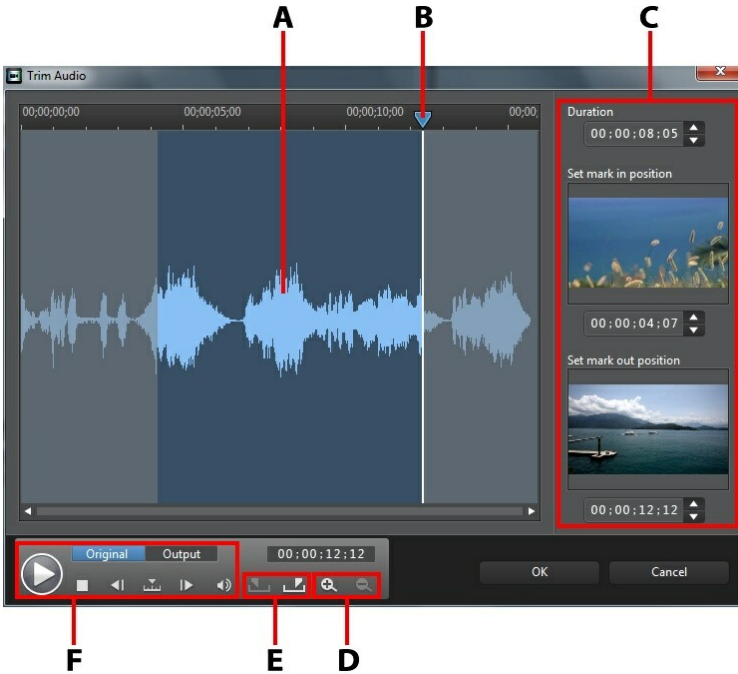 A B C
Trim Audio
00;00;00;00 00;00;05;00 00;00;10;00 00;00;
Duration
00;00;08;05
Set mark in position
00;00;04;07
Set mark out position
00;00;12;12
Original Output 00;00;12;12
OK Cancel
F E D